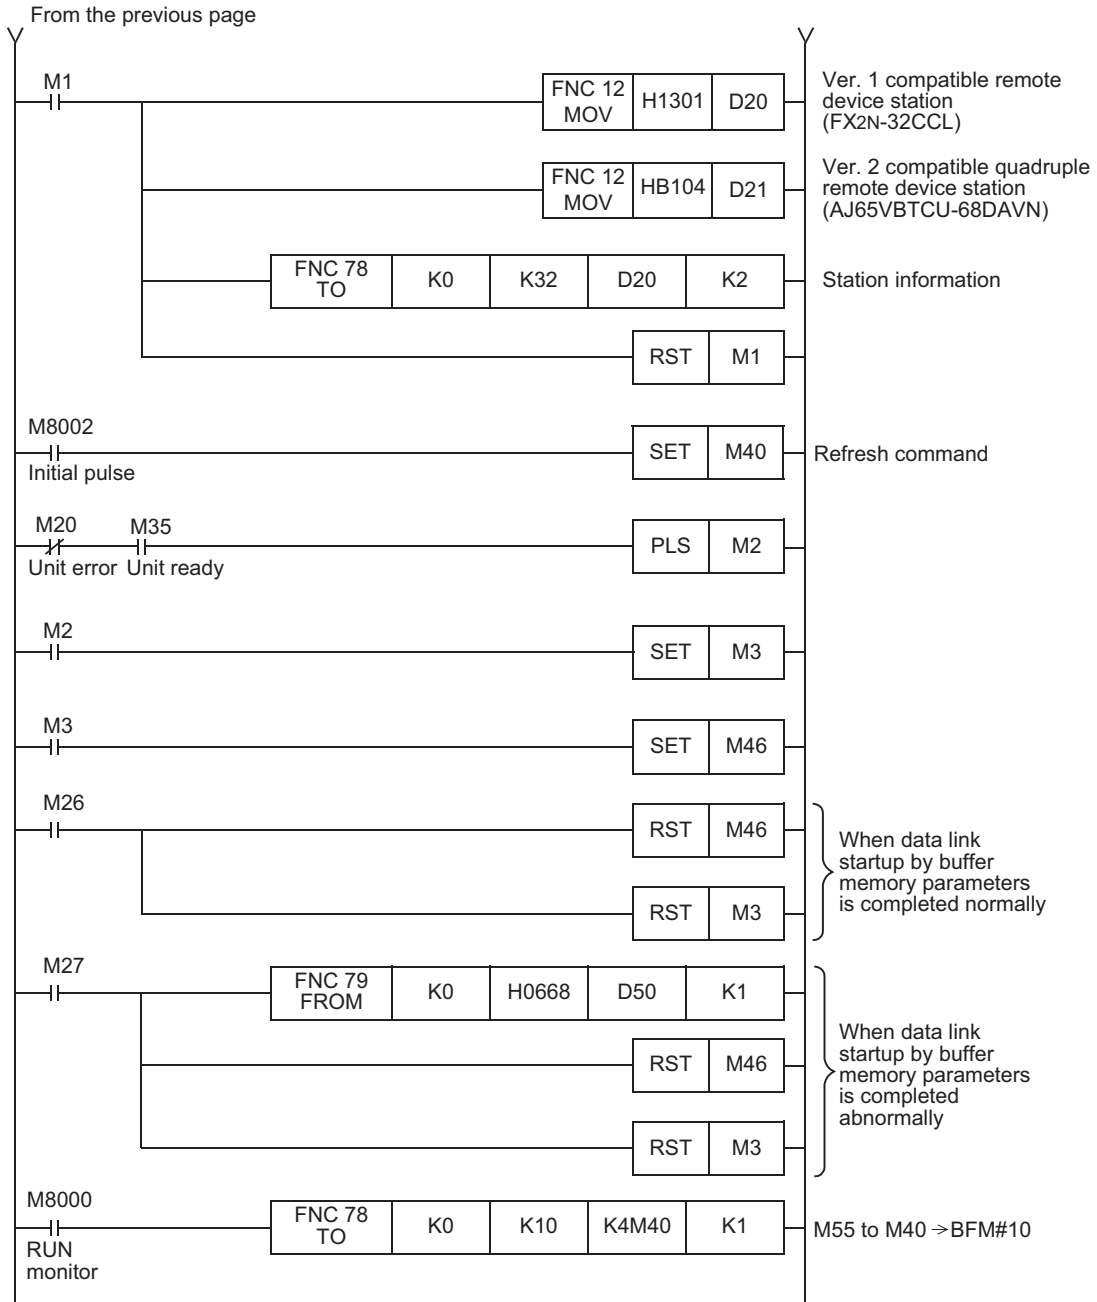 From the previous page
M1
FNC 12
MOV
H1301
D20
Ver. 1 compatible remote
device station
(FX2N-32CCL)
FNC 12
MOV
HB104
D21
Ver. 2 compatible quadruple
remote device station
(AJ65VBTCU-68DAVN)
FNC 78
TO
K0
K32
D20
K2
Station information
RST
M1
M8002
Initial pulse
SET
M40
Refresh command
M20
Unit error
M35
Unit ready
PLS
M2
M2
SET
M3
M3
SET
M46
M26
RST
M46
RST
M3
When data link
startup by buffer
memory parameters
is completed normally
M27
FNC 79
FROM
K0
H0668
D50
K1
RST
M46
RST
M3
When data link
startup by buffer
memory parameters
is completed
abnormally
M8000
RUN
monitor
FNC 78
TO
K0
K10
K4M40
K1
M55 to M40 →BFM#10